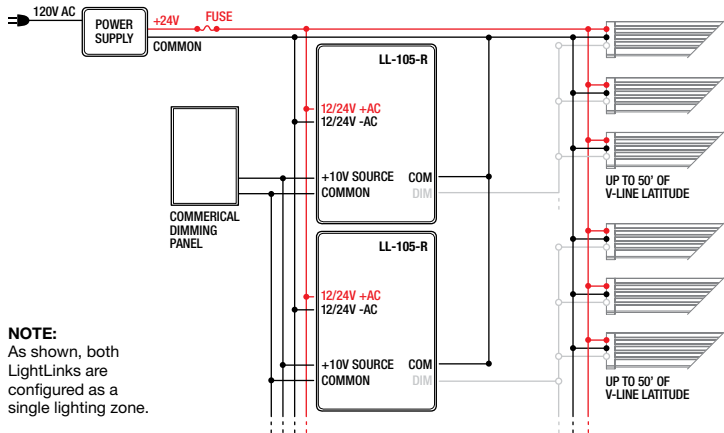 120V AC
POWER
SUPPLY
+24V
FUSE
COMMON
LL-105-R
12/24V +AC
12/24V -AC
+10V SOURCE
COM
COMMON
DIM
COMMERICAL
DIMMING
PANEL
UP TO 50' OF
V-LINE LATITUDE
LL-105-R
12/24V +AC
12/24V -AC
+10V SOURCE
COM
COMMON
DIM
UP TO 50' OF
V-LINE LATITUDE
NOTE:
As shown, both
LightLinks are
configured as a
single lighting zone.